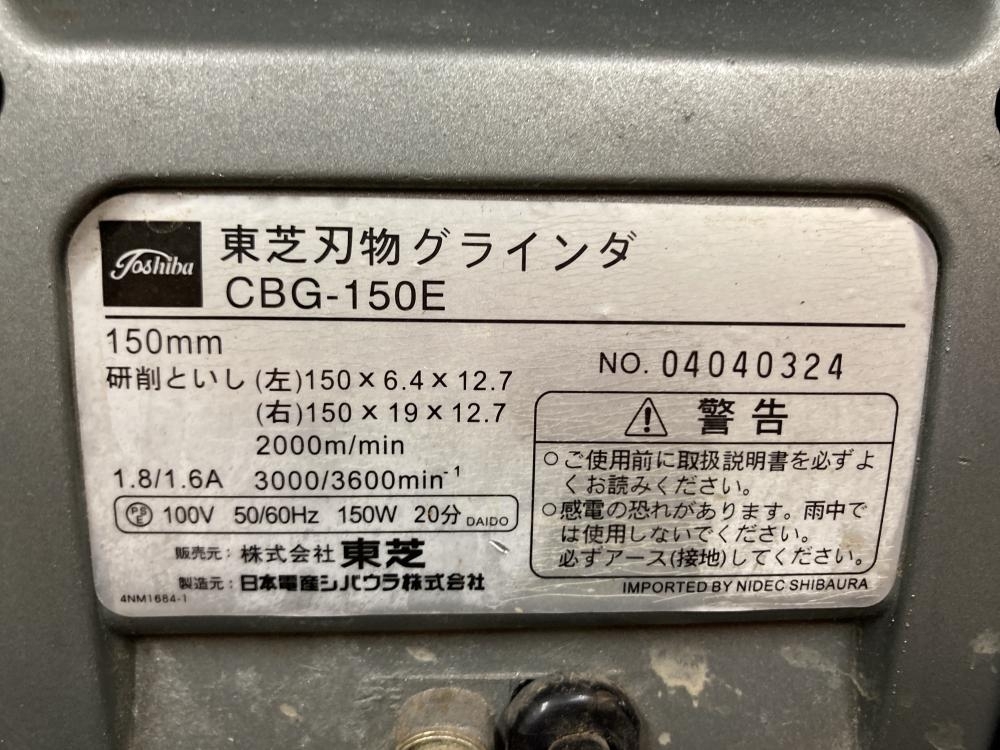 Toshiba
東芝刃物グラインダ
CBG-150E
150mm
研削といし (左)150×6.4×12.7
(右)150×19×12.7
2000m/min
1.8/1.6A 3000/3600min⁻¹
PSE 100V 50/60Hz 150W 20分 DAIDO
販売元: 株式会社 東芝
製造元: 日本電産シバウラ株式会社
4NM1684-1
NO. 04040324
警告
○ご使用前に取扱説明書を必ずよ
くお読みください。
○感電の恐れがあります。雨中で
は使用しないでください。
必ずアース(接地)してください。
IMPORTED BY NIDEC SHIBAURA